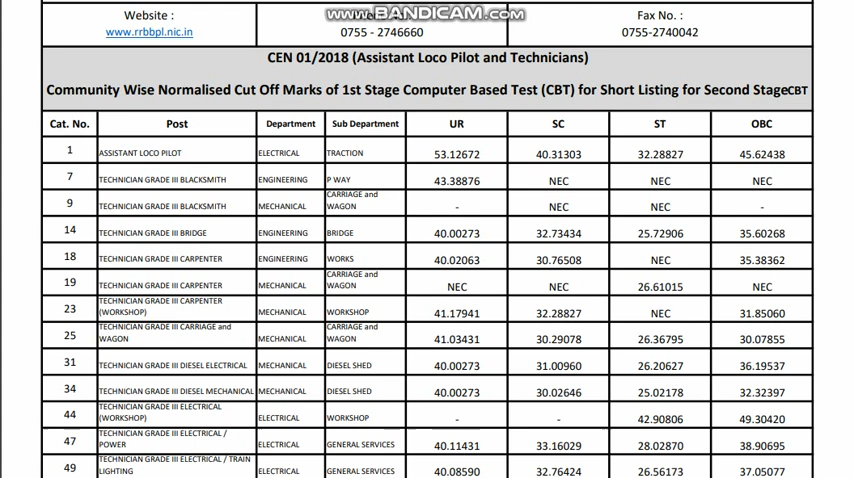 www.BANDICAM.com
Website : Fax No. :
www.rrbbpl.nic.in 0755 - 2746660 0755-2740042
CEN 01/2018 (Assistant Loco Pilot and Technicians)
Community Wise Normalised Cut Off Marks of 1st Stage Computer Based Test (CBT) for Short Listing for Second StageCBT
Cat. No. Post Department Sub Department UR SC ST OBC
1 ASSISTANT LOCO PILOT ELECTRICAL TRACTION 53.12672 40.31303 32.28827 45.62438
7 TECHNICIAN GRADE III BLACKSMITH ENGINEERING P WAY 43.38876 NEC NEC NEC
9 TECHNICIAN GRADE III BLACKSMITH MECHANICAL CARRIAGE and WAGON - NEC NEC -
14 TECHNICIAN GRADE III BRIDGE ENGINEERING BRIDGE 40.00273 32.73434 25.72906 35.60268
18 TECHNICIAN GRADE III CARPENTER ENGINEERING WORKS 40.02063 30.76508 NEC 35.38362
19 TECHNICIAN GRADE III CARPENTER MECHANICAL CARRIAGE and WAGON NEC NEC 26.61015 NEC
23 TECHNICIAN GRADE III CARPENTER (WORKSHOP) MECHANICAL WORKSHOP 41.17941 32.28827 NEC 31.85060
25 TECHNICIAN GRADE III CARRIAGE and WAGON MECHANICAL CARRIAGE and WAGON 41.03431 30.29078 26.36795 30.07855
31 TECHNICIAN GRADE III DIESEL ELECTRICAL MECHANICAL DIESEL SHED 40.00273 31.00960 26.20627 36.19537
34 TECHNICIAN GRADE III DIESEL MECHANICAL MECHANICAL DIESEL SHED 40.00273 30.02646 25.02178 32.32397
44 TECHNICIAN GRADE III ELECTRICAL (WORKSHOP) ELECTRICAL WORKSHOP - - 42.90806 49.30420
47 TECHNICIAN GRADE III ELECTRICAL / POWER ELECTRICAL GENERAL SERVICES 40.11431 33.16029 28.02870 38.90695
49 TECHNICIAN GRADE III ELECTRICAL / TRAIN LIGHTING ELECTRICAL GENERAL SERVICES 40.08590 32.76424 26.56173 37.05077